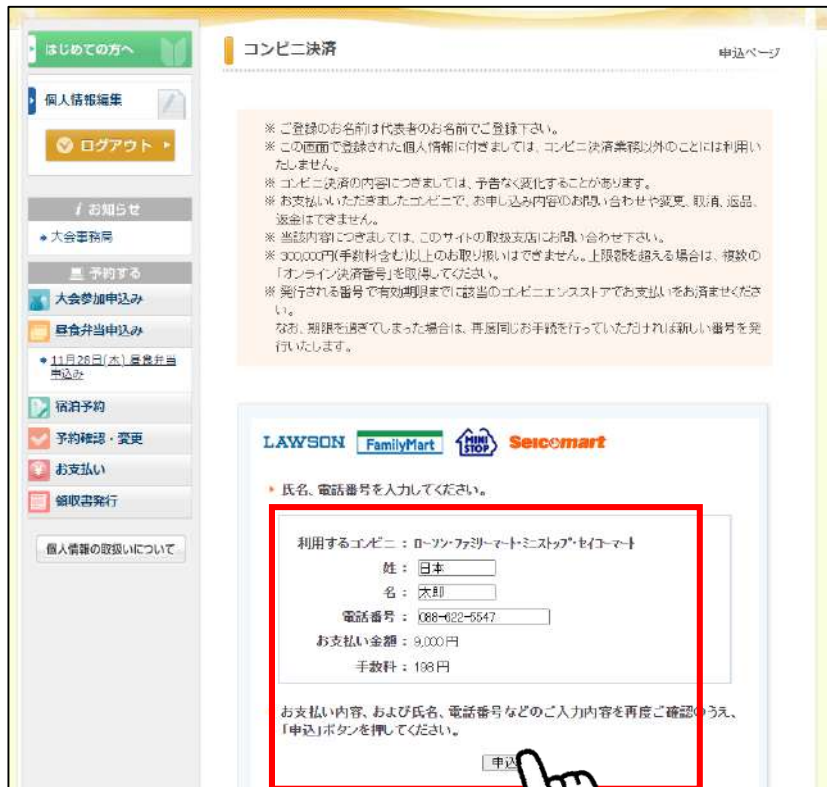 はじめての方へ
個人情報編集
ログアウト
お知らせ
大会事務局
予約する
大会参加申込み
昼食弁当申込み
11月28日(木) 昼食弁当
申込み
宿泊予約
予約確認・変更
お支払い
領収書発行
個人情報の取扱いについて
コンビニ決済
申込ページ
※ ご登録のお名前は代表者のお名前でご登録下さい。
※ この画面で登録された個人情報に付きましては、コンビニ決済業務以外のことには利用い
たしません。
※ コンビニ決済の内容につきましては、予告なく変化することがあります。
※ お支払いいただきましたコンビニで、お申し込み内容のお問い合わせや変更、取消、返品、
返金はできません。
※ 当該内容につきましては、このサイトの取扱支店にお問い合わせ下さい。
※ 300,000円(手数料含む)以上のお取り扱いはできません。上限額を超える場合は、複数の
「オンライン決済番号」を取得してください。
※ 発行される番号で有効期限までに該当のコンビニエンスストアでお支払いをお済ませくださ
い。
なお、期限を過ぎてしまった場合は、再度同じお手続を行っていただければ新しい番号を発
行いたします。
LAWSON FamilyMart MINI STOP Seicomart
氏名、電話番号を入力してください。
利用するコンビニ : ローソン・ファミリーマート・ミニストップ・セイコーマート
姓 : 日本
名 : 太郎
電話番号 : 088-622-5547
お支払い金額 : 9,000円
手数料 : 198円
お支払い内容、および氏名、電話番号などのご入力内容を再度ご確認のうえ、
「申込」ボタンを押してください。
申込